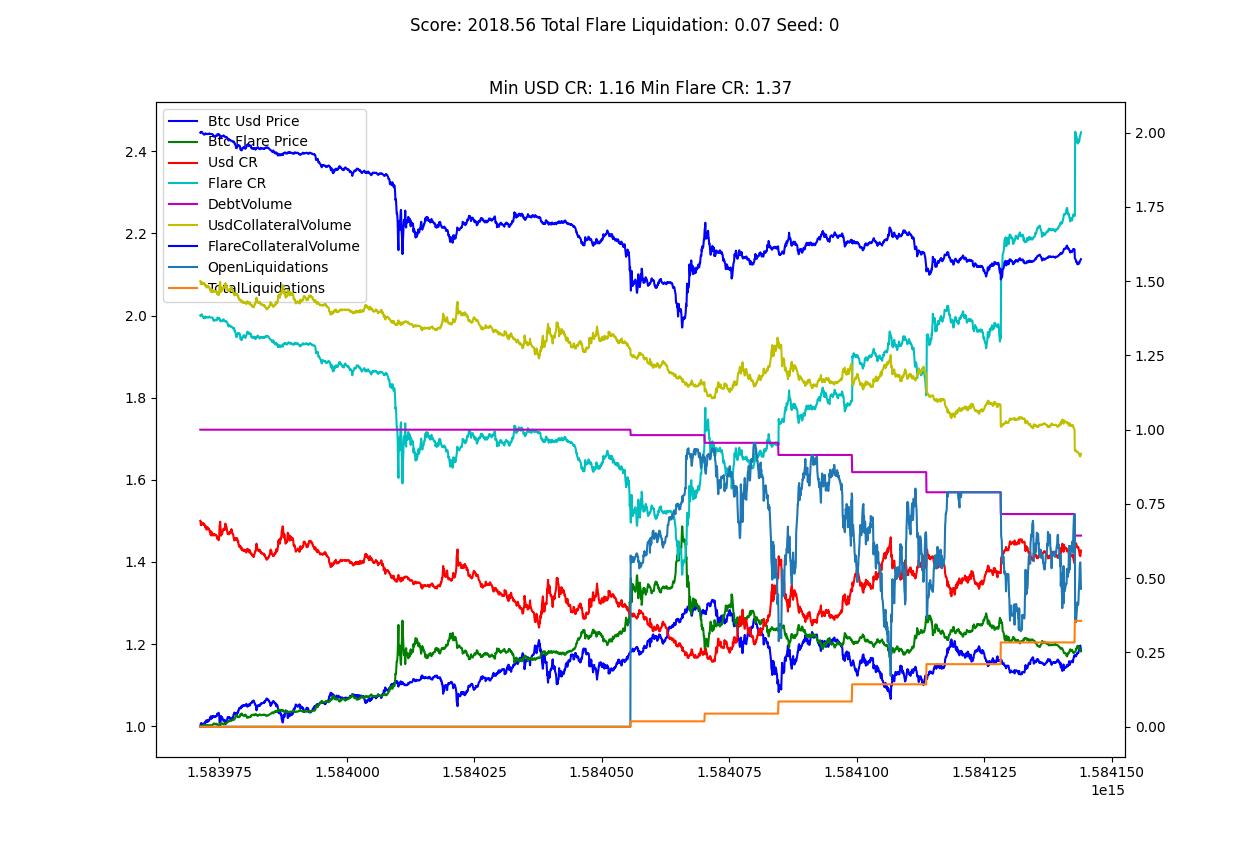 Score: 2018.56 Total Flare Liquidation: 0.07 Seed: 0
Min USD CR: 1.16 Min Flare CR: 1.37
Btc Usd Price
Btc Flare Price
Usd CR
Flare CR
DebtVolume
UsdCollateralVolume
FlareCollateralVolume
OpenLiquidations
TotalLiquidations
2.4
2.2
2.0
1.8
1.6
1.4
1.2
1.0
2.00
1.75
1.50
1.25
1.00
0.75
0.50
0.25
0.00
1.583975 1.584000 1.584025 1.584050 1.584075 1.584100 1.584125 1.584150
1e15